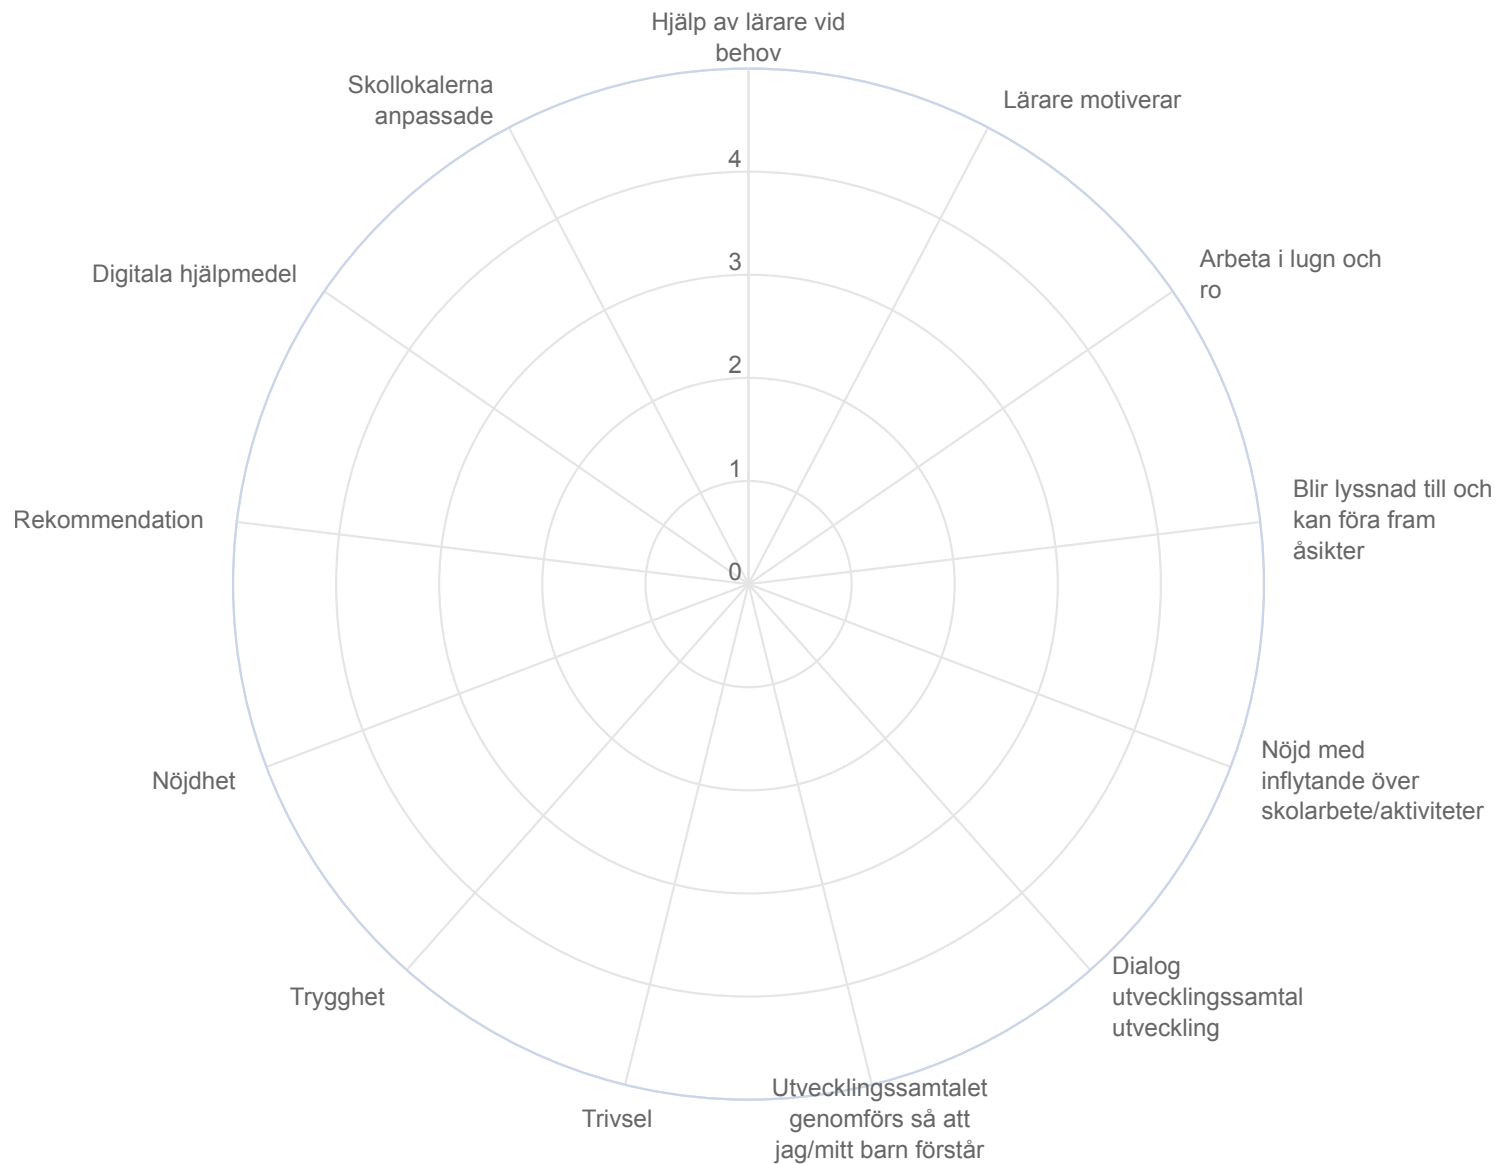 Hjälp av lärare vid
behov
Lärare motiverar
Arbeta i lugn och
ro
Blir lyssnad till och
kan föra fram
åsikter
Nöjd med
inflytande över
skolarbete/aktiviteter
Dialog
utvecklingssamtal
utveckling
Utvecklingssamtalet
genomförs så att
jag/mitt barn förstår
Trivsel
Trygghet
Nöjdhet
Rekommendation
Digitala hjälpmedel
Skollokalerna
anpassade
4
3
2
1
0